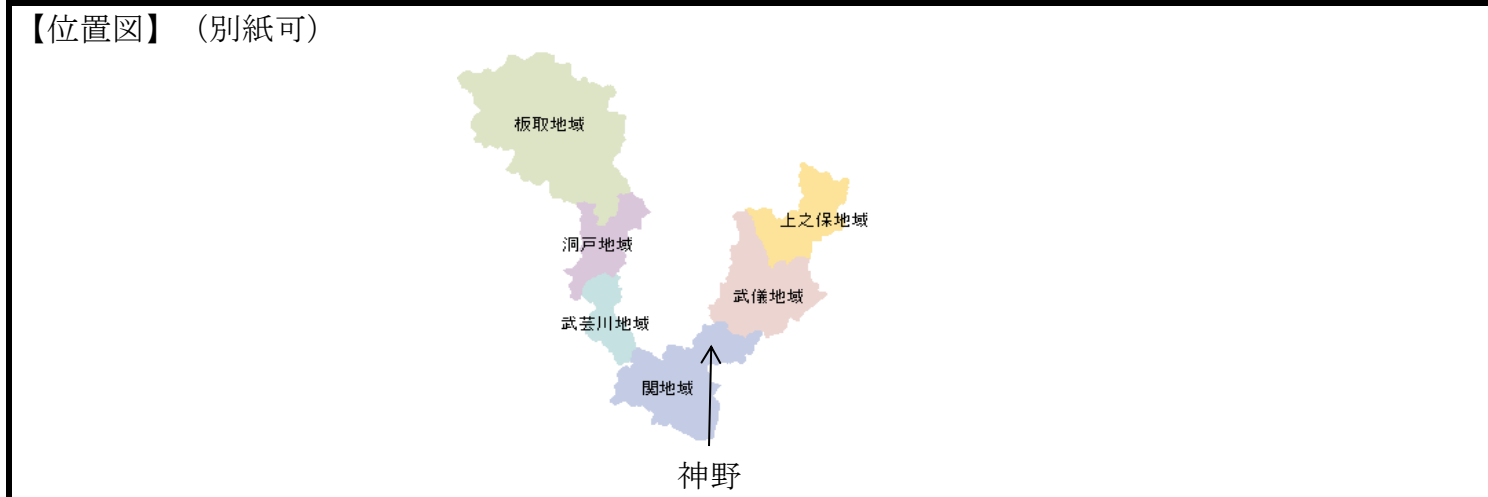 【位置図】（別紙可）
板取地域
上之保地域
洞戸地域
武儀地域
武芸川地域
関地域
神野